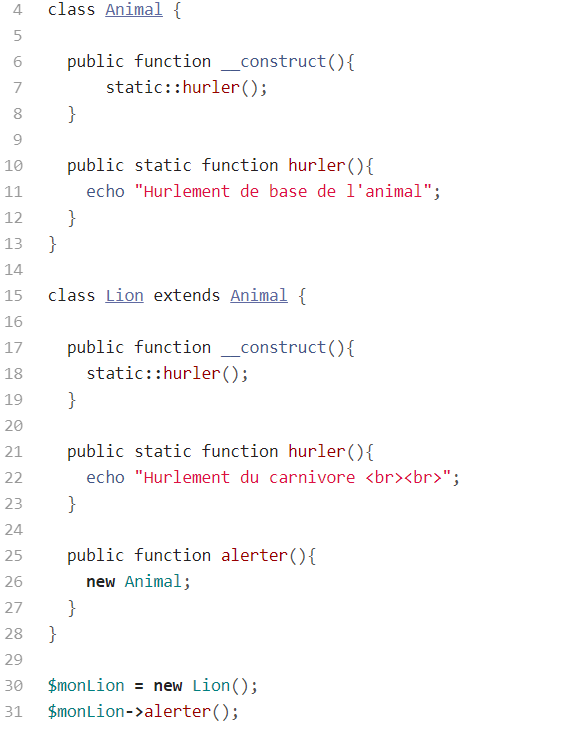 4 class Animal {
5
6 public function __construct(){
7 static::hurler();
8 }
9
10 public static function hurler(){
11 echo "Hurlement de base de l'animal";
12 }
13 }
14
15 class Lion extends Animal {
16
17 public function __construct(){
18 static::hurler();
19 }
20
21 public static function hurler(){
22 echo "Hurlement du carnivore <br><br>";
23 }
24
25 public function alerter(){
26 new Animal;
27 }
28 }
29
30 $monLion = new Lion();
31 $monLion->alerter();